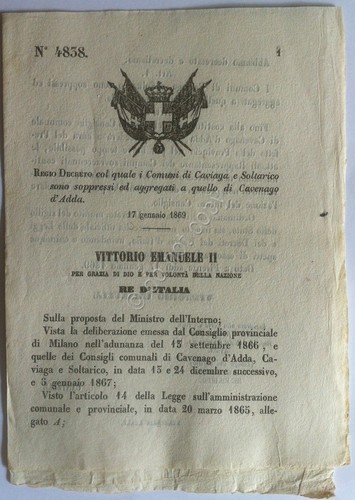 N° 4838.
1
REGIO DECRETO col quale i Comuni di Caviaga e Soltarico
sono soppressi ed aggregati a quello di Cavenago
d'Adda.
17 gennaio 1869
VITTORIO EMANUELE II
PER GRAZIA DI DIO E PER VOLONTÀ DELLA NAZIONE
RE D'ITALIA
Sulla proposta del Ministro dell'Interno;
Vista la deliberazione emessa dal Consiglio provinciale
di Milano nell'adunanza del 15 settembre 1866, e
quelle dei Consigli comunali di Cavenago d'Adda, Ca-
viaga e Soltarico, in data 13 e 24 dicembre successivo,
e 3 gennaio 1867;
Visto l'articolo 14 della Legge sull'amministrazione
comunale e provinciale, in data 20 marzo 1865, alle-
gato A;